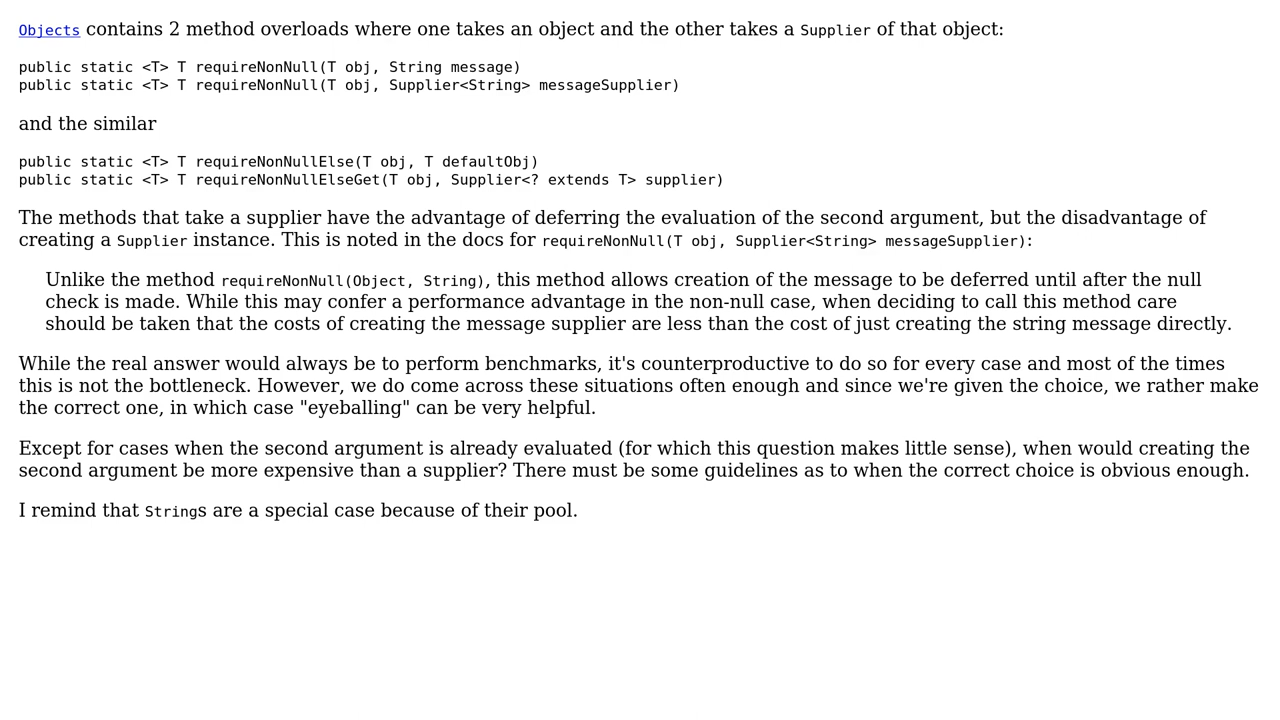 Objects contains 2 method overloads where one takes an object and the other takes a Supplier of that object:
public static <T> T requireNonNull(T obj, String message)
public static <T> T requireNonNull(T obj, Supplier<String> messageSupplier)
and the similar
public static <T> T requireNonNullElse(T obj, T defaultObj)
public static <T> T requireNonNullElseGet(T obj, Supplier<? extends T> supplier)
The methods that take a supplier have the advantage of deferring the evaluation of the second argument, but the disadvantage of
creating a Supplier instance. This is noted in the docs for requireNonNull(T obj, Supplier<String> messageSupplier):
Unlike the method requireNonNull(Object, String), this method allows creation of the message to be deferred until after the null
check is made. While this may confer a performance advantage in the non-null case, when deciding to call this method care
should be taken that the costs of creating the message supplier are less than the cost of just creating the string message directly.
While the real answer would always be to perform benchmarks, it's counterproductive to do so for every case and most of the times
this is not the bottleneck. However, we do come across these situations often enough and since we're given the choice, we rather make
the correct one, in which case "eyeballing" can be very helpful.
Except for cases when the second argument is already evaluated (for which this question makes little sense), when would creating the
second argument be more expensive than a supplier? There must be some guidelines as to when the correct choice is obvious enough.
I remind that Strings are a special case because of their pool.